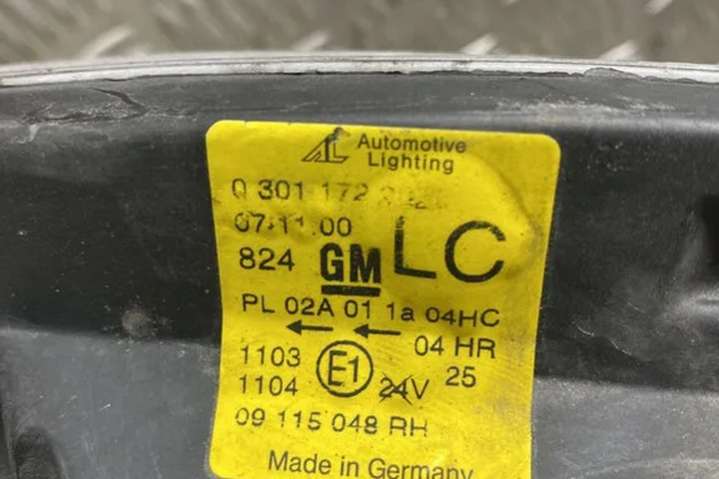 AL Automotive
Lighting
0 301 172
07.11.00
824 GM LC
PL 02A 01 1a 04HC
← ← 04 HR
1103 E1 25
1104 24V
09 115 048 RH
Made in Germany